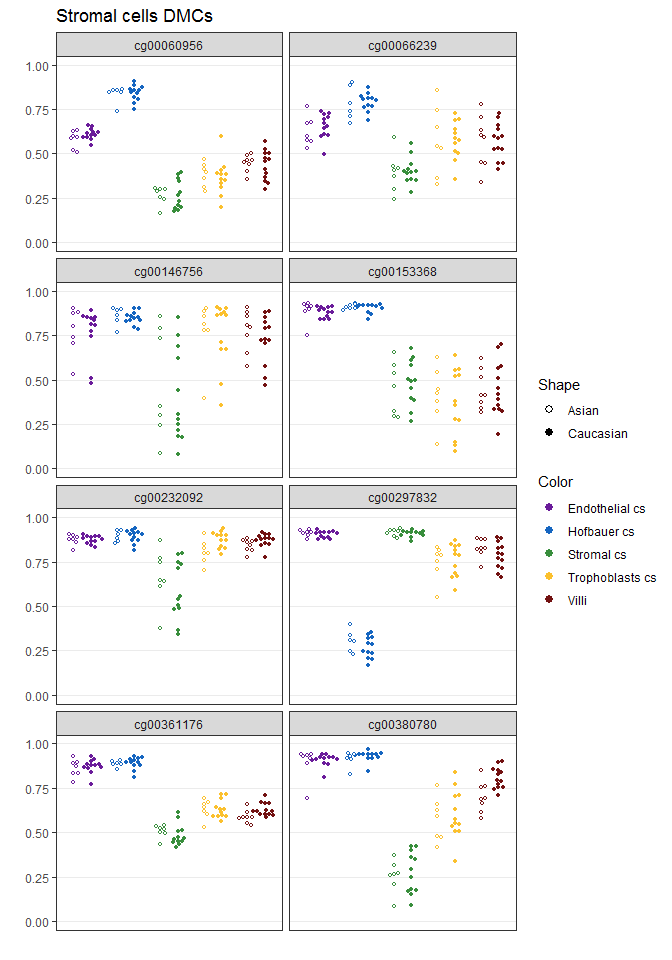 Stromal cells DMCs
cg00060956
cg00066239
1.00
0.75
0.50
0.25
0.00
cg00146756
cg00153368
1.00
0.75
0.50
0.25
0.00
cg00232092
cg00297832
1.00
0.75
0.50
0.25
0.00
cg00361176
cg00380780
1.00
0.75
0.50
0.25
0.00
Shape
Asian
Caucasian
Color
Endothelial cs
Hofbauer cs
Stromal cs
Trophoblasts cs
Villi